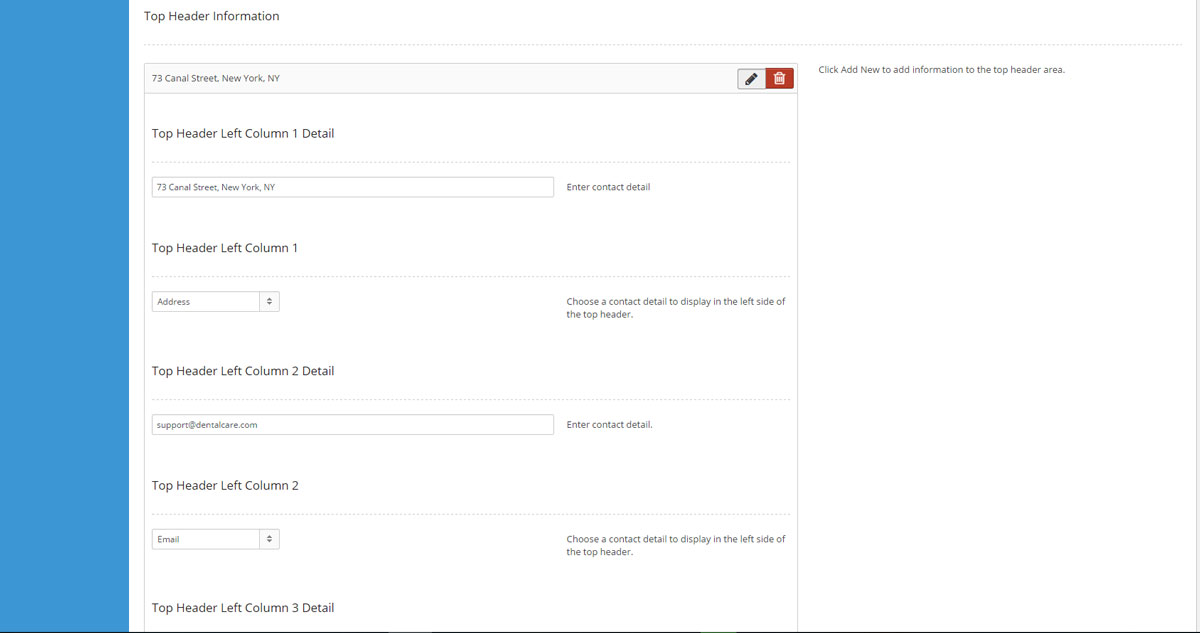 Top Header Information
73 Canal Street, New York, NY
Click Add New to add information to the top header area.
Top Header Left Column 1 Detail
73 Canal Street, New York, NY
Enter contact detail
Top Header Left Column 1
Address
Choose a contact detail to display in the left side of
the top header.
Top Header Left Column 2 Detail
support@dentalcare.com
Enter contact detail.
Top Header Left Column 2
Email
Choose a contact detail to display in the left side of
the top header.
Top Header Left Column 3 Detail